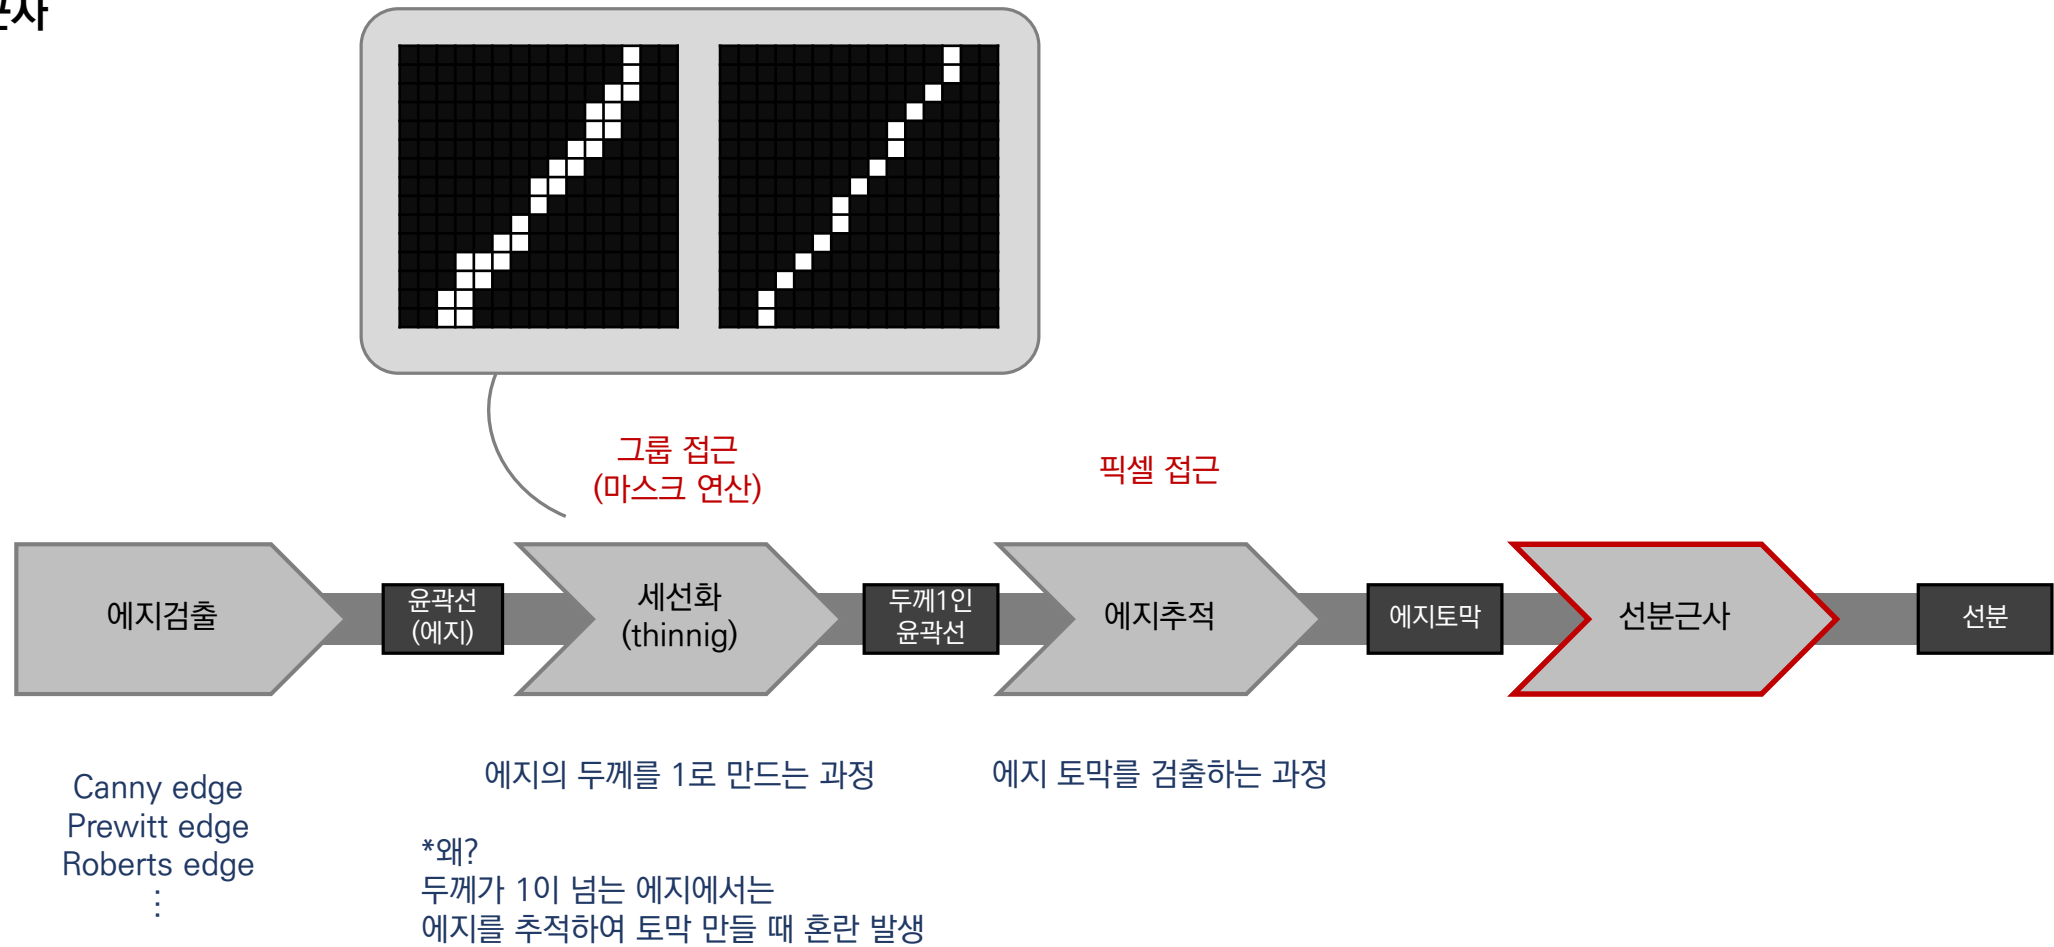 그룹 접근
(마스크 연산)
픽셀 접근
에지검출
윤곽선
(에지)
세선화
(thinnig)
두께1인
윤곽선
에지추적
에지토막
선분근사
선분
Canny edge
Prewitt edge
Roberts edge
⋮
에지의 두께를 1로 만드는 과정
*왜?
두께가 1이 넘는 에지에서는
에지를 추적하여 토막 만들 때 혼란 발생
에지 토막를 검출하는 과정